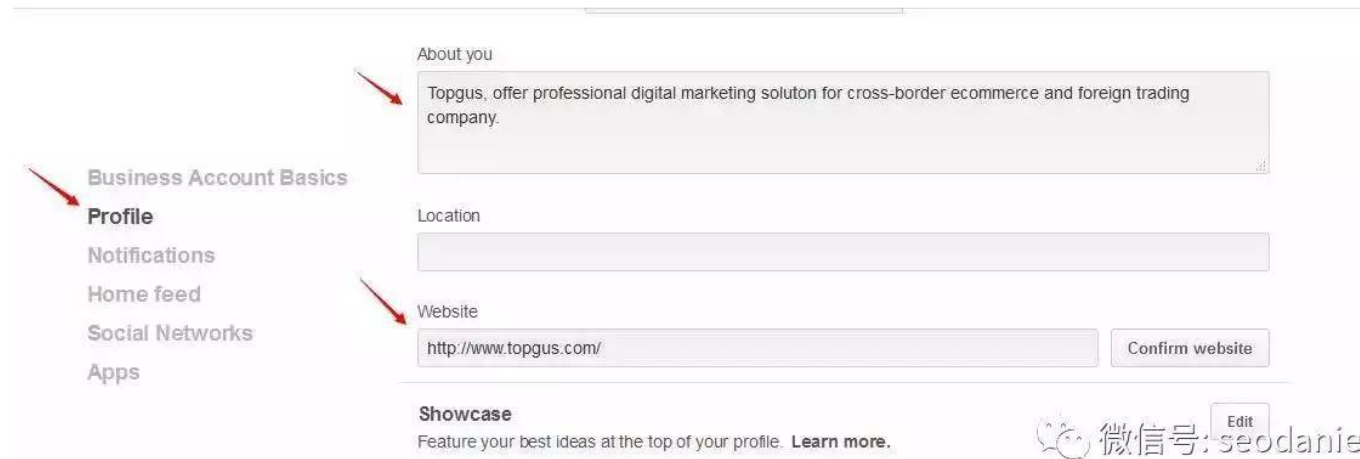 About you
Topgus, offer professional digital marketing soluton for cross-border ecommerce and foreign trading
company.
Business Account Basics
Profile
Location
Notifications
Home feed
Website
Social Networks
http://www.topgus.com/
Confirm website
Apps
Showcase
Edit
Feature your best ideas at the top of your profile. Learn more.
微信号: seodanie